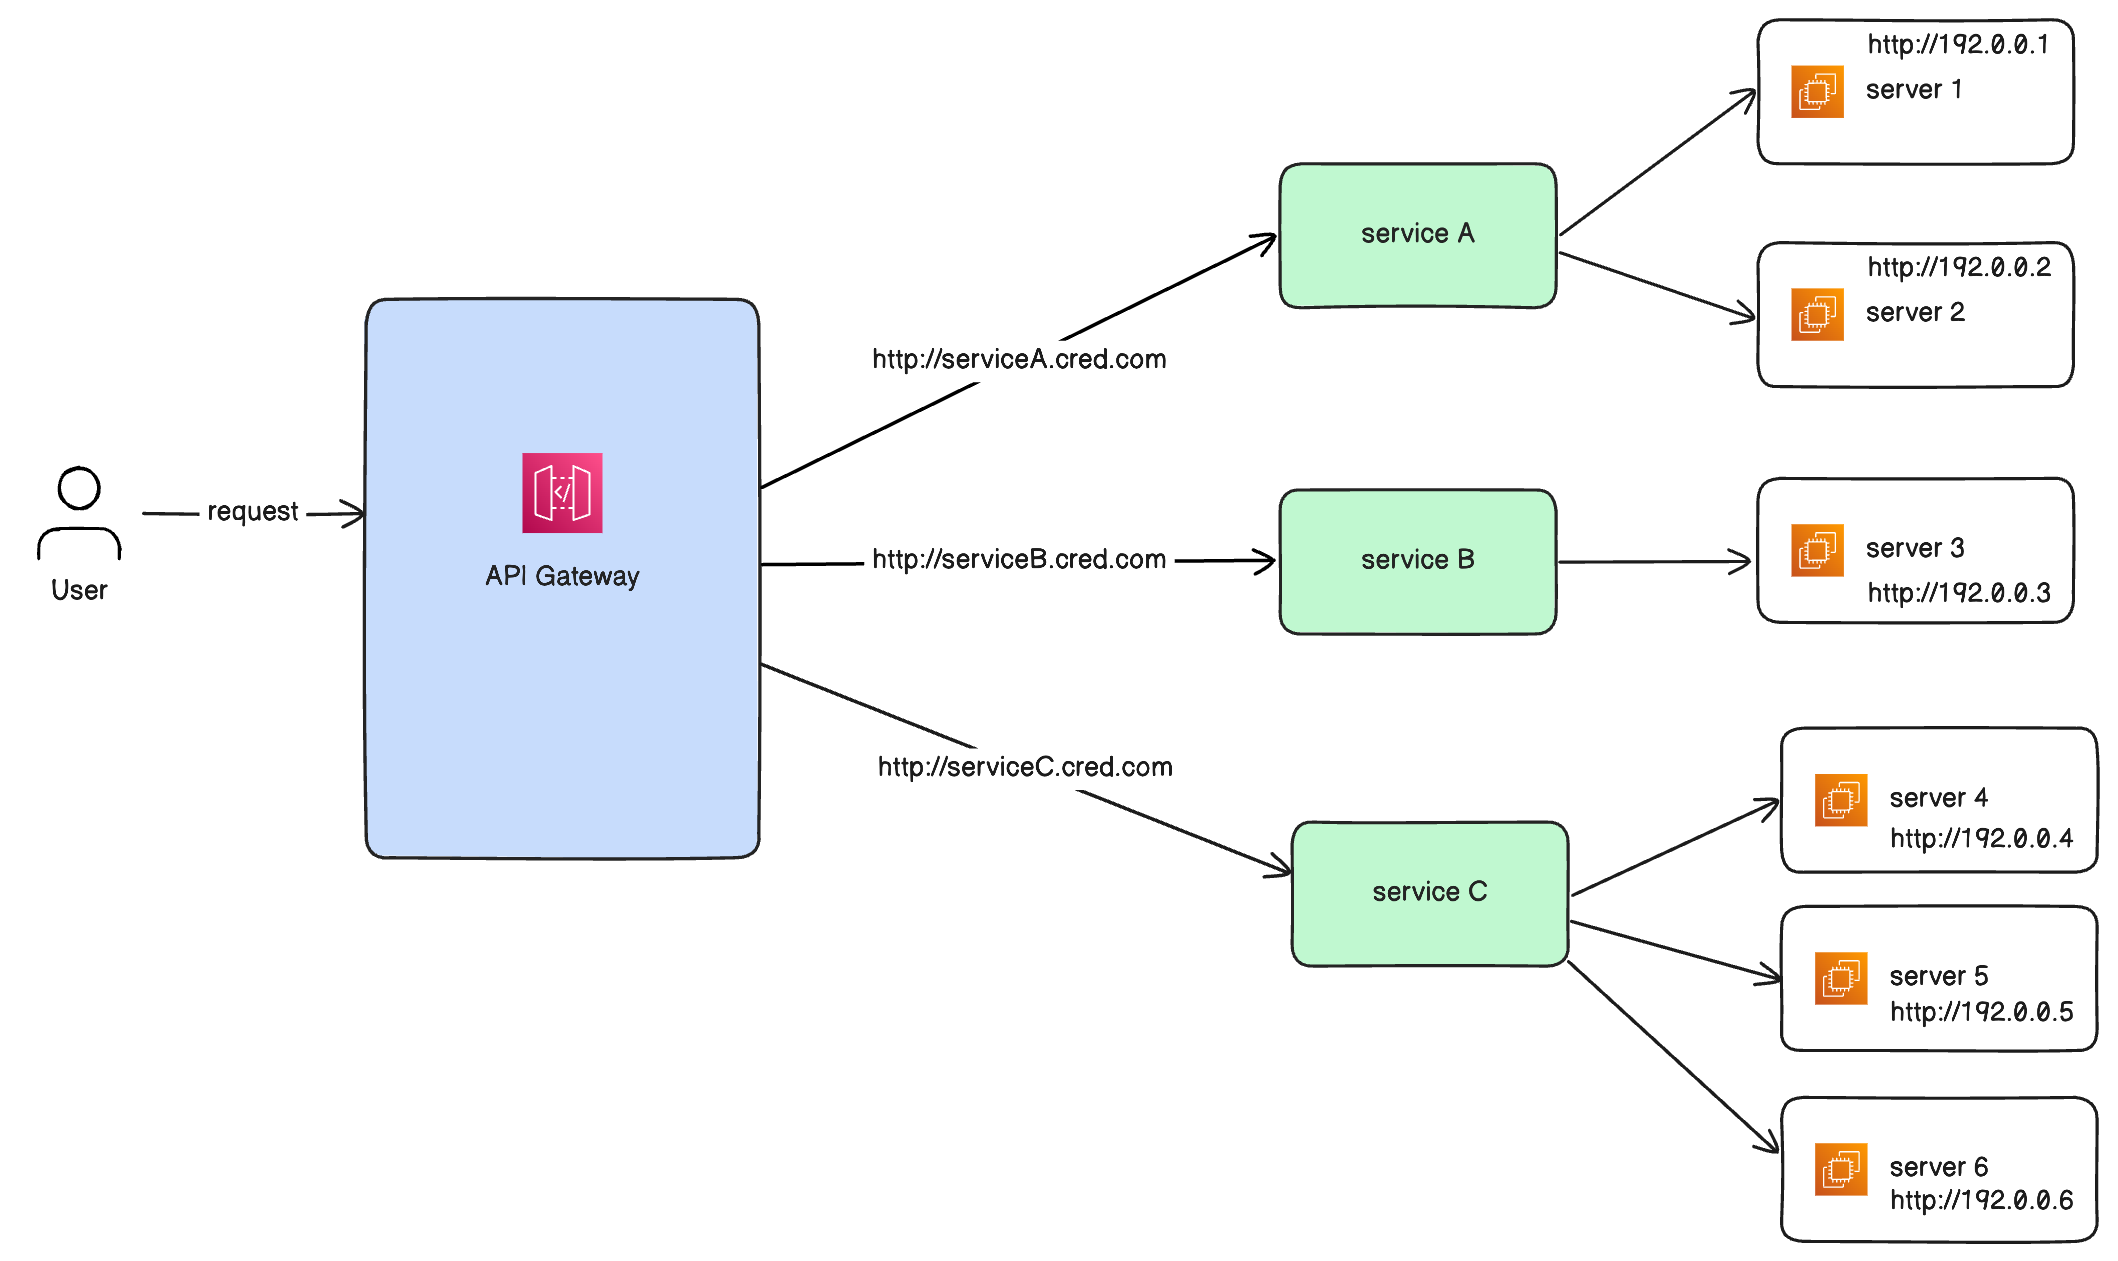 User
request
</>
API Gateway
http://serviceA.cred.com
http://serviceB.cred.com
http://serviceC.cred.com
service A
service B
service C
http://192.0.0.1
server 1
http://192.0.0.2
server 2
server 3
http://192.0.0.3
server 4
http://192.0.0.4
server 5
http://192.0.0.5
server 6
http://192.0.0.6